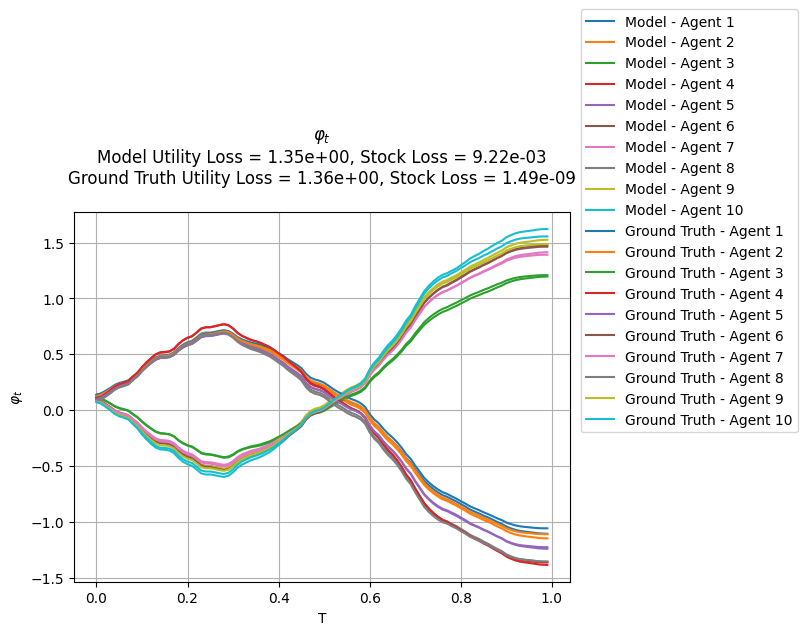 φt
Model Utility Loss = 1.35e+00, Stock Loss = 9.22e-03
Ground Truth Utility Loss = 1.36e+00, Stock Loss = 1.49e-09
Model - Agent 1
Model - Agent 2
Model - Agent 3
Model - Agent 4
Model - Agent 5
Model - Agent 6
Model - Agent 7
Model - Agent 8
Model - Agent 9
Model - Agent 10
Ground Truth - Agent 1
Ground Truth - Agent 2
Ground Truth - Agent 3
Ground Truth - Agent 4
Ground Truth - Agent 5
Ground Truth - Agent 6
Ground Truth - Agent 7
Ground Truth - Agent 8
Ground Truth - Agent 9
Ground Truth - Agent 10
φt
1.5
1.0
0.5
0.0
−0.5
−1.0
−1.5
0.0 0.2 0.4 0.6 0.8 1.0
T